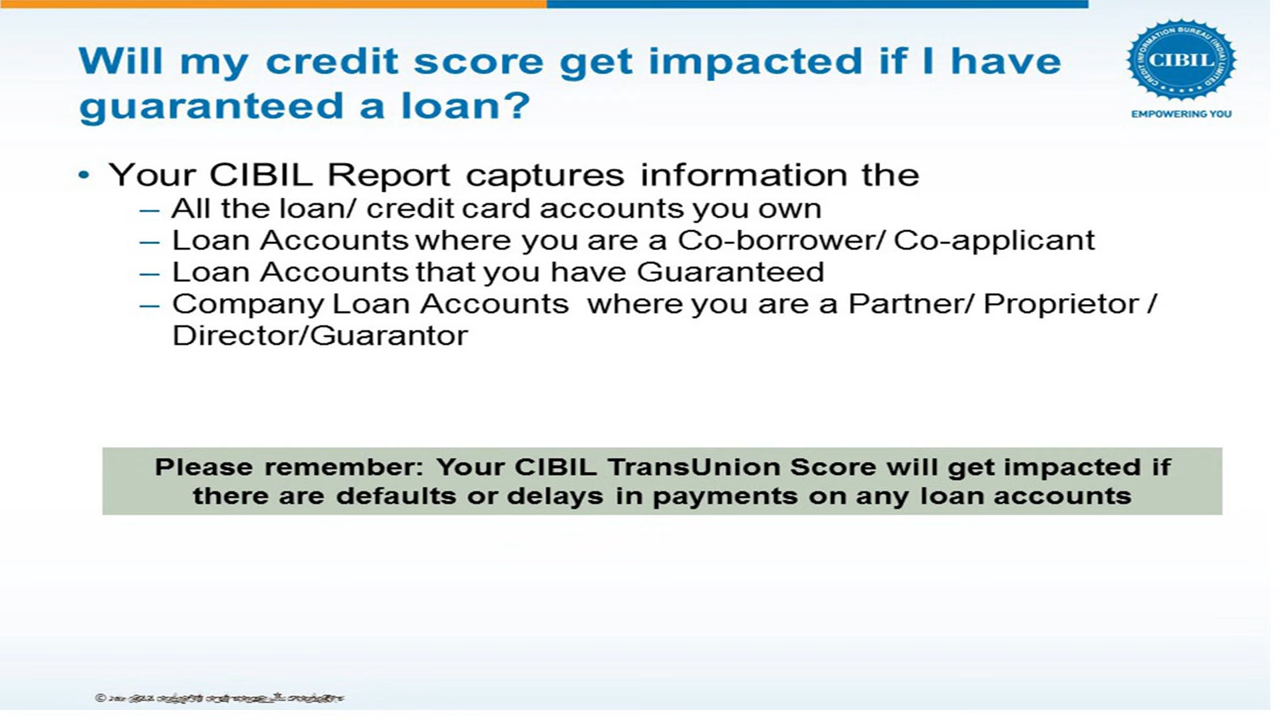 Will my credit score get impacted if I have
guaranteed a loan?
CREDIT INFORMATION BUREAU (INDIA) LIMITED
CIBIL
EMPOWERING YOU
• Your CIBIL Report captures information the
– All the loan/ credit card accounts you own
– Loan Accounts where you are a Co-borrower/ Co-applicant
– Loan Accounts that you have Guaranteed
– Company Loan Accounts where you are a Partner/ Proprietor /
Director/Guarantor
Please remember: Your CIBIL TransUnion Score will get impacted if
there are defaults or delays in payments on any loan accounts
©